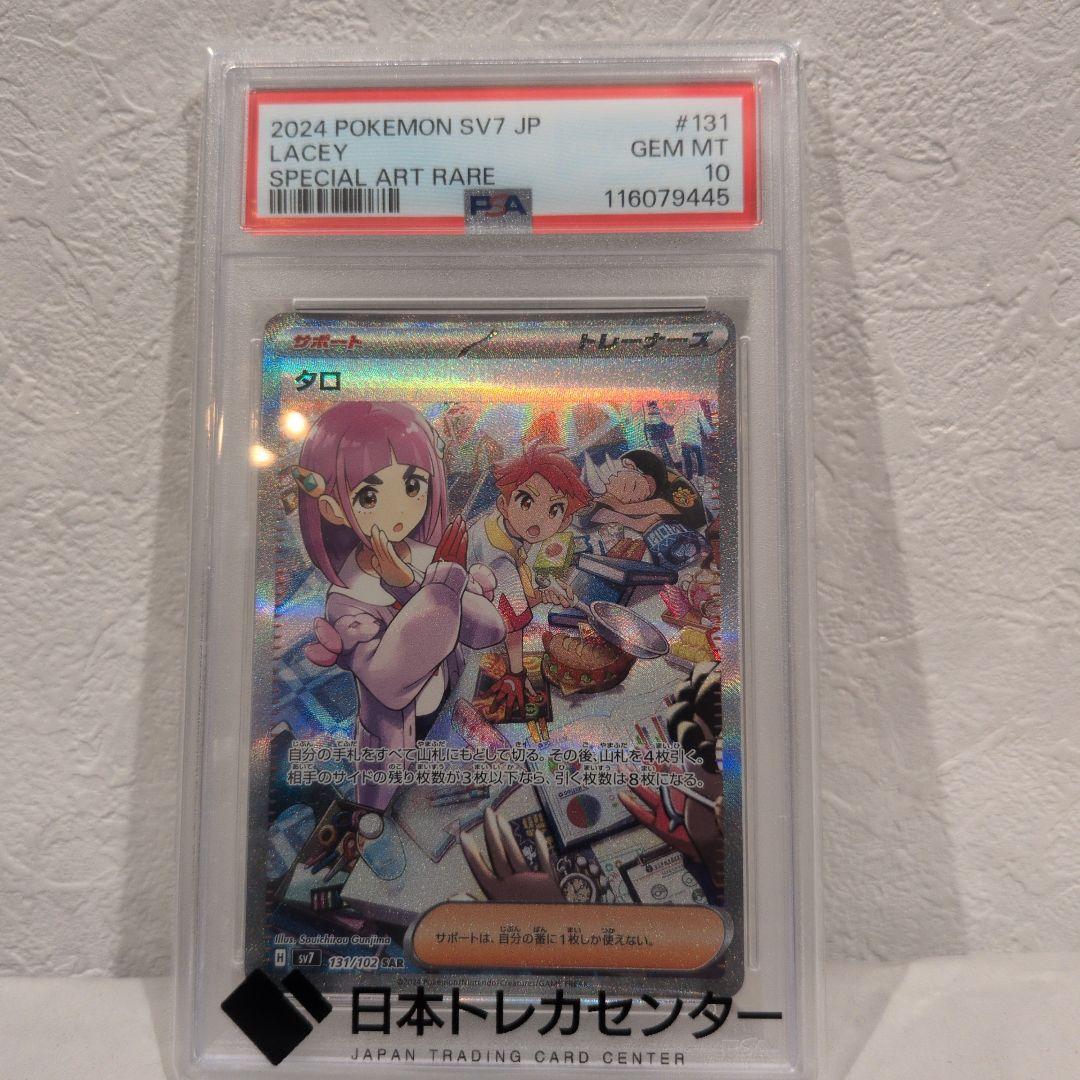 2024 POKEMON SV7 JP #131
LACEY GEM MT
SPECIAL ART RARE 10
PSA 116079445
サポート トレーナーズ
タロ
自分の手札をすべて山札にもどして切る。その後、山札を4枚引く。
相手のサイドの残り枚数が3枚以下なら、引く枚数は8枚になる。
サポートは、自分の番に1枚しか使えない。
Illus. Souichirou Gunjima
H sv7 131/102 SAR
©2024 Pokémon/Nintendo/Creatures/GAME FREAK
日本トレカセンター
JAPAN TRADING CARD CENTER